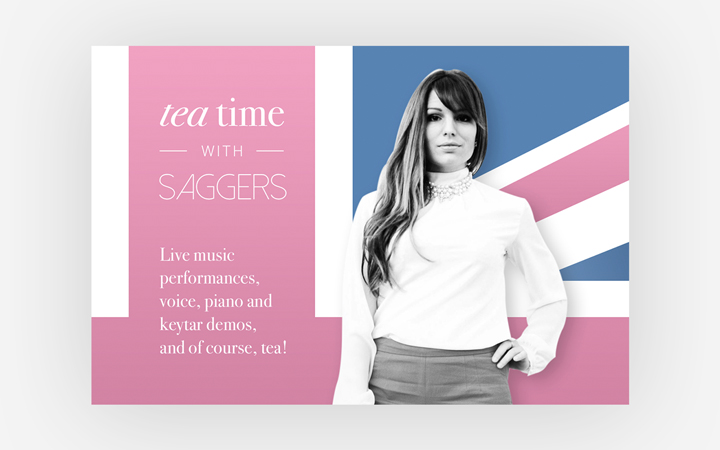 tea time
WITH
SAGGERS
Live music
performances,
voice, piano and
keytar demos,
and of course, tea!